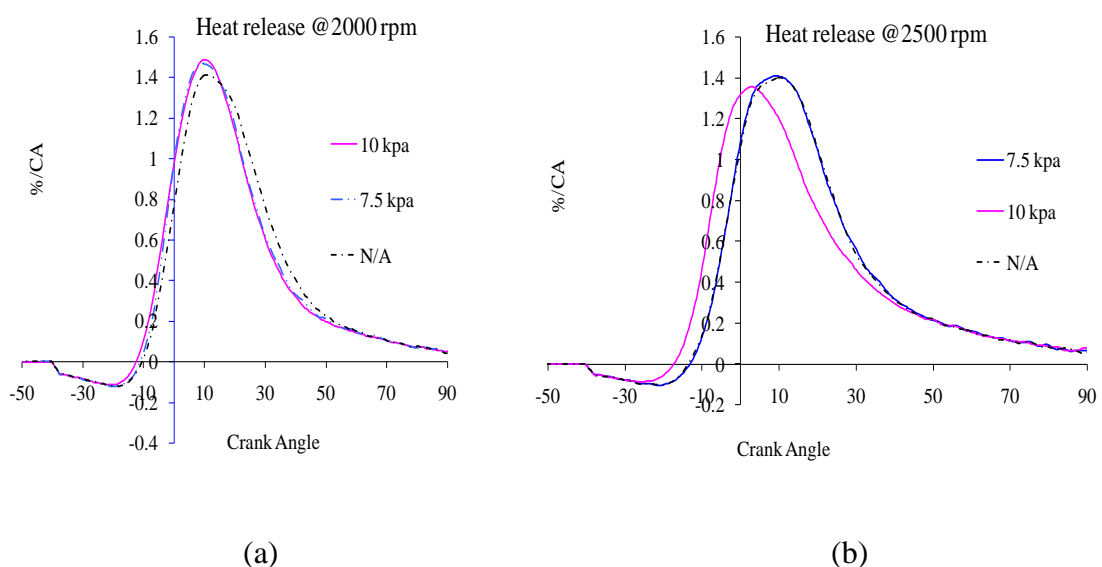 Heat release @2000 rpm
1.6
1.4
1.2
1
0.8
0.6
0.4
0.2
0
-0.2
-0.4
%/CA
10 kpa
7.5 kpa
N/A
-50 -30 -10 10 30 50 70 90
Crank Angle
(a)
Heat release @2500 rpm
1.6
1.4
1.2
1
0.8
0.6
0.4
0.2
0
-0.2
%/CA
7.5 kpa
10 kpa
N/A
-50 -30 -10 10 30 50 70 90
Crank Angle
(b)